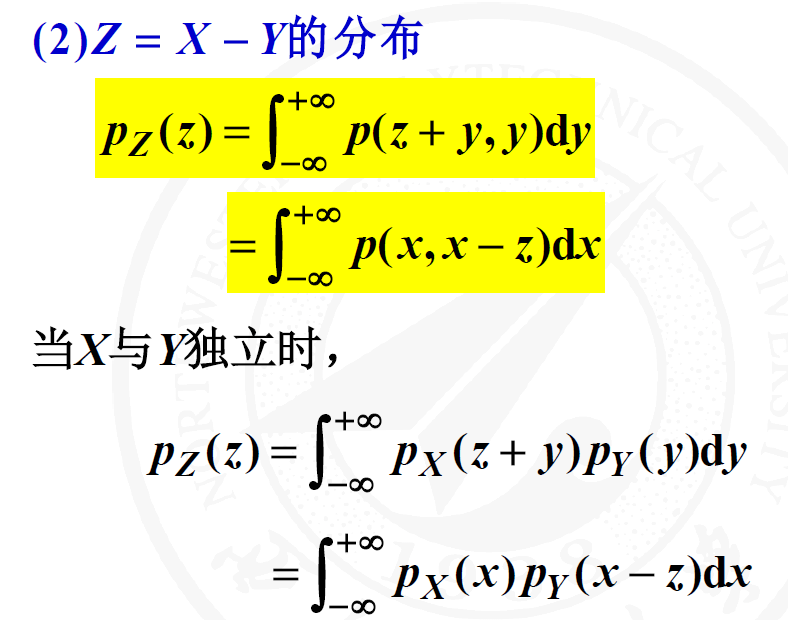 (2)Z = X − Y的分布
p_Z(z) = ∫_{−∞}^{+∞} p(z + y, y)dy
= ∫_{−∞}^{+∞} p(x, x − z)dx
当X与Y独立时，
p_Z(z) = ∫_{−∞}^{+∞} p_X(z + y)p_Y(y)dy
= ∫_{−∞}^{+∞} p_X(x)p_Y(x − z)dx